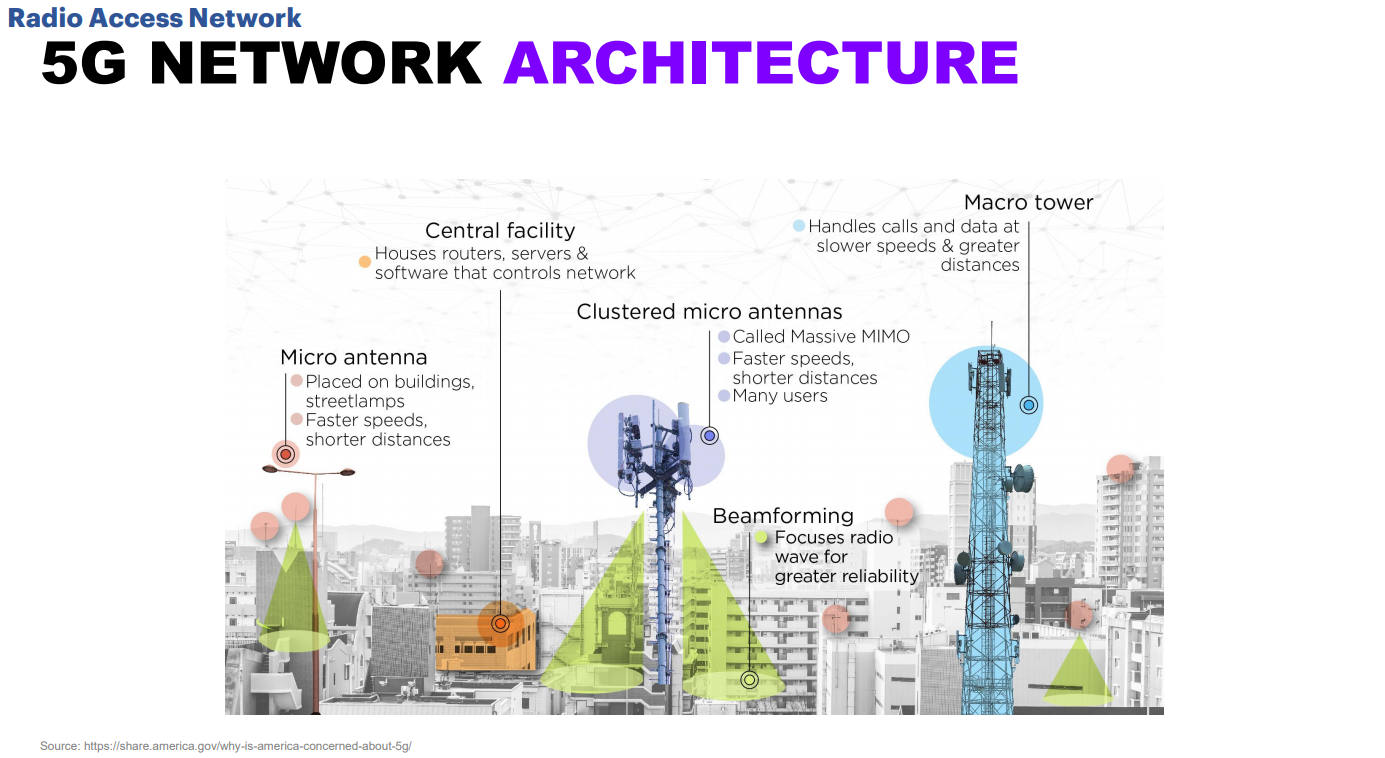 Radio Access Network
5G NETWORK ARCHITECTURE
Macro tower
Handles calls and data at
slower speeds & greater
distances
Central facility
Houses routers, servers &
software that controls network
Clustered micro antennas
Called Massive MIMO
Faster speeds,
shorter distances
Many users
Micro antenna
Placed on buildings,
streetlamps
Faster speeds,
shorter distances
Beamforming
Focuses radio
wave for
greater reliability
Source: https://share.america.gov/why-is-america-concerned-about-5g/